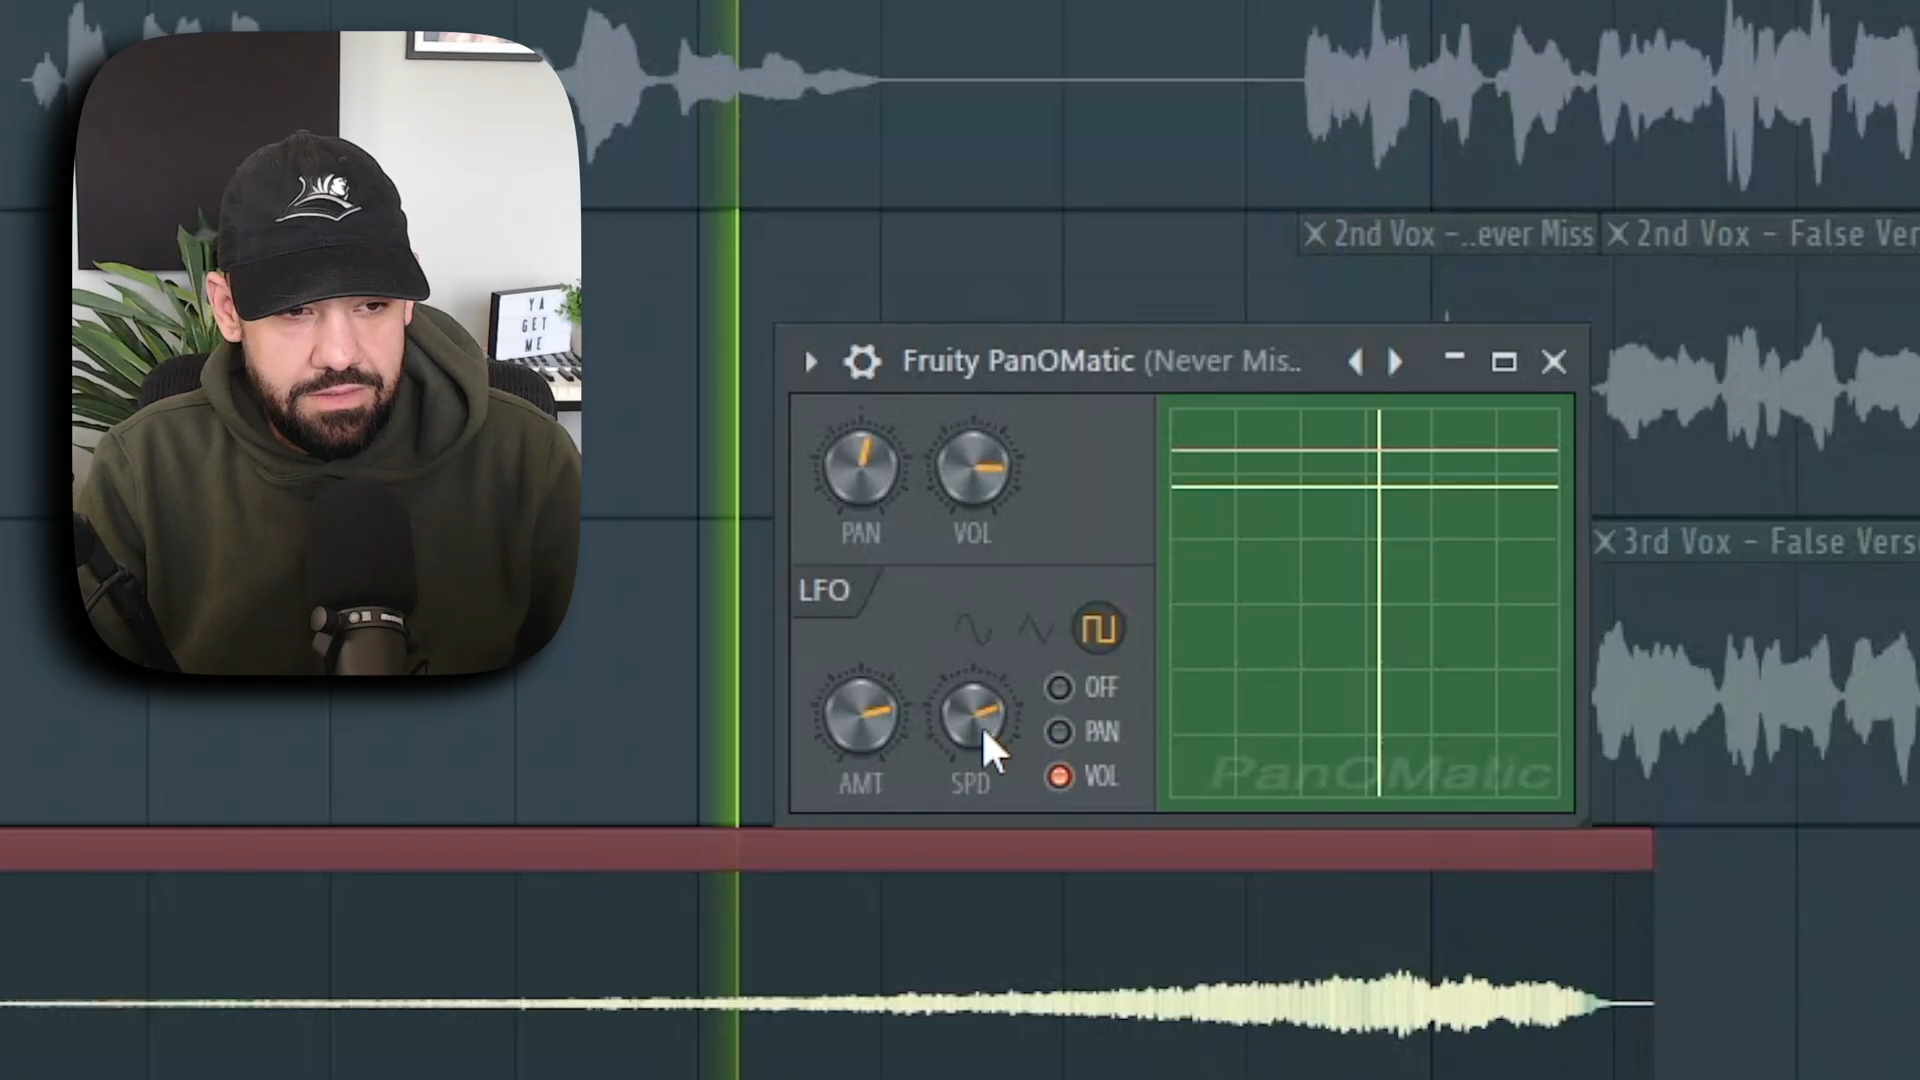 YA
GET
ME
2nd Vox -..ever Miss
2nd Vox - False Ver
Fruity PanOMatic (Never Mis..
PAN
VOL
LFO
OFF
PAN
VOL
AMT
SPD
PanOMatic
3rd Vox - False Vers